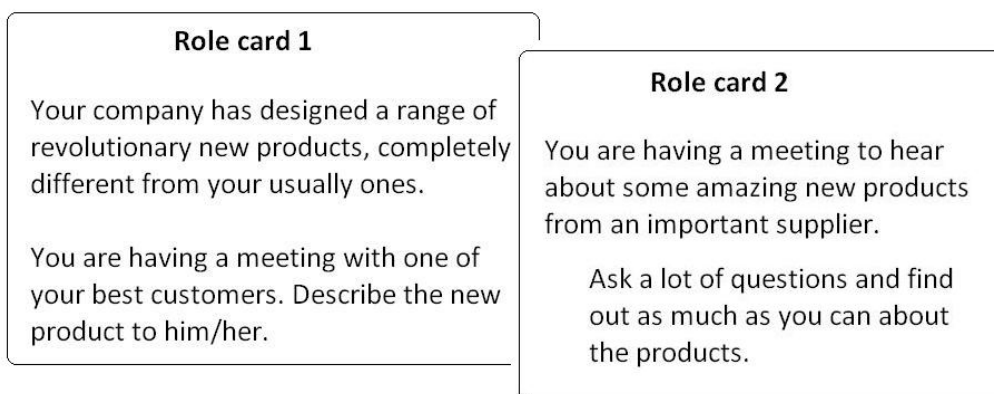 Role card 1
Your company has designed a range of
revolutionary new products, completely
different from your usually ones.
You are having a meeting with one of
your best customers. Describe the new
product to him/her.
Role card 2
You are having a meeting to hear
about some amazing new products
from an important supplier.
Ask a lot of questions and find
out as much as you can about
the products.